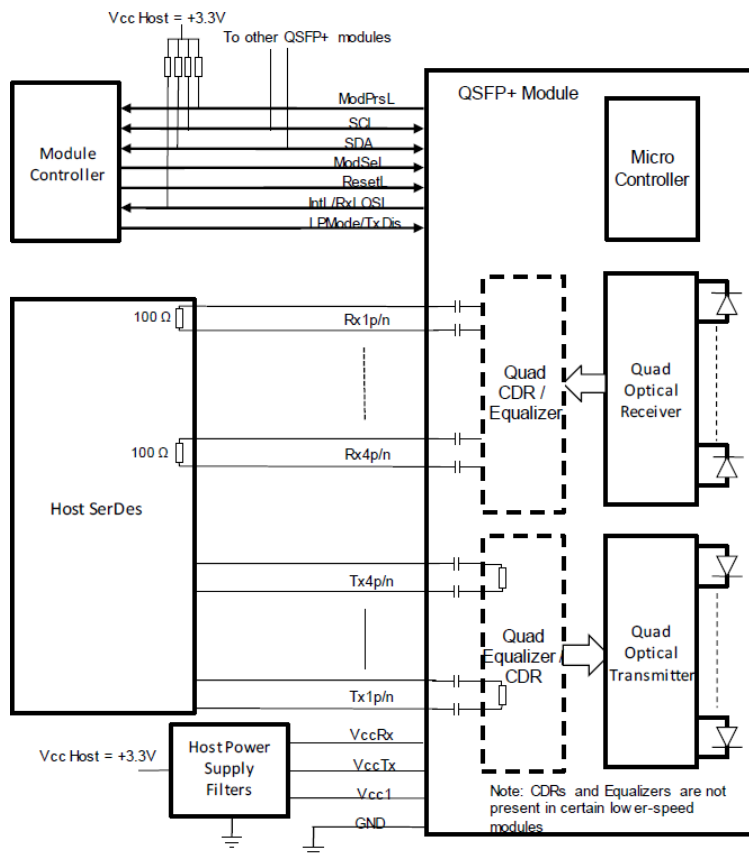 Vcc Host = +3.3V
To other QSFP+ modules
QSFP+ Module
ModPrsL
SCL
SDA
ModSeL
ResetL
IntL/RxLOSL
LPMode/TxDis
Module
Controller
Micro
Controller
100 Ω
Rx1p/n
Quad
CDR /
Equalizer
Quad
Optical
Receiver
100 Ω
Rx4p/n
Host SerDes
Tx4p/n
Quad
Equalizer /
CDR
Quad
Optical
Transmitter
Tx1p/n
Vcc Host = +3.3V
Host Power
Supply
Filters
VccRx
VccTx
Vcc1
GND
Note: CDRs and Equalizers are not
present in certain lower-speed
modules